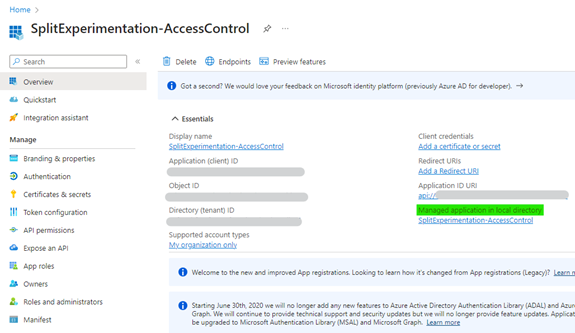 Home >
SplitExperimentation-AccessControl
Search
Overview
Quickstart
Integration assistant
Manage
Branding & properties
Authentication
Certificates & secrets
Token configuration
API permissions
Expose an API
App roles
Owners
Roles and administrators
Manifest
Delete Endpoints Preview features
Got a second? We would love your feedback on Microsoft identity platform (previously Azure AD for developer). →
Essentials
Display name
SplitExperimentation-AccessControl
Application (client) ID
Object ID
Directory (tenant) ID
Supported account types
My organization only
Client credentials
Add a certificate or secret
Redirect URIs
Add a Redirect URI
Application ID URI
api://
Managed application in local directory
SplitExperimentation-AccessControl
Welcome to the new and improved App registrations. Looking to learn how it's changed from App registrations (Legacy)? Learn m
Starting June 30th, 2020 we will no longer add any new features to Azure Active Directory Authentication Library (ADAL) and Azur
Graph. We will continue to provide technical support and security updates but we will no longer provide feature updates. Applicat
be upgraded to Microsoft Authentication Library (MSAL) and Microsoft Graph. Learn more